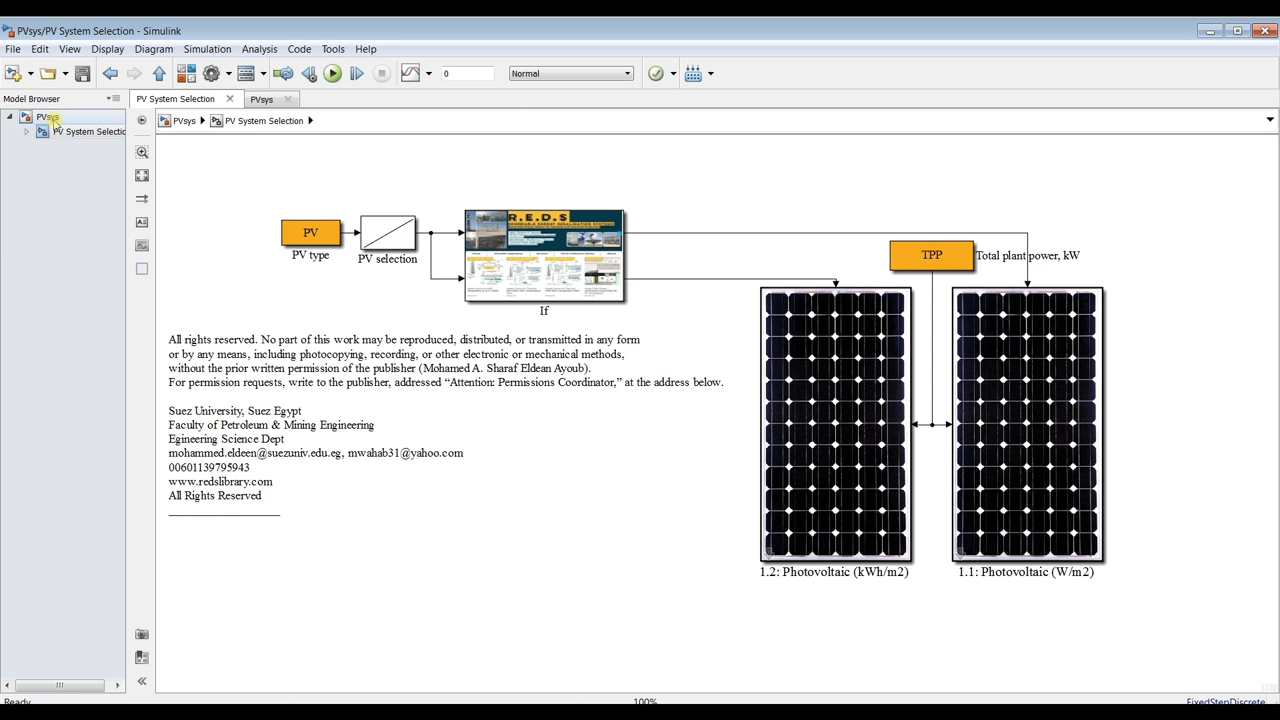 PVsys/PV System Selection - Simulink
File Edit View Display Diagram Simulation Analysis Code Tools Help
0
Normal
Model Browser
PV System Selection
PVsys
PVsys
PV System Selectic
PVsys
PV System Selection
PV
PV type
PV selection
R.E.D.S
If
TPP
Total plant power, kW
All rights reserved. No part of this work may be reproduced, distributed, or transmitted in any form
or by any means, including photocopying, recording, or other electronic or mechanical methods,
without the prior written permission of the publisher (Mohamed A. Sharaf Eldean Ayoub).
For permission requests, write to the publisher, addressed “Attention: Permissions Coordinator,” at the address below.
Suez University, Suez Egypt
Faculty of Petroleum & Mining Engineering
Egineering Science Dept
mohammed.eldeen@suezuniv.edu.eg, mwahab31@yahoo.com
00601139795943
www.redslibrary.com
All Rights Reserved
1.2: Photovoltaic (kWh/m2)
1.1: Photovoltaic (W/m2)
Ready
100%
FixedStepDiscrete